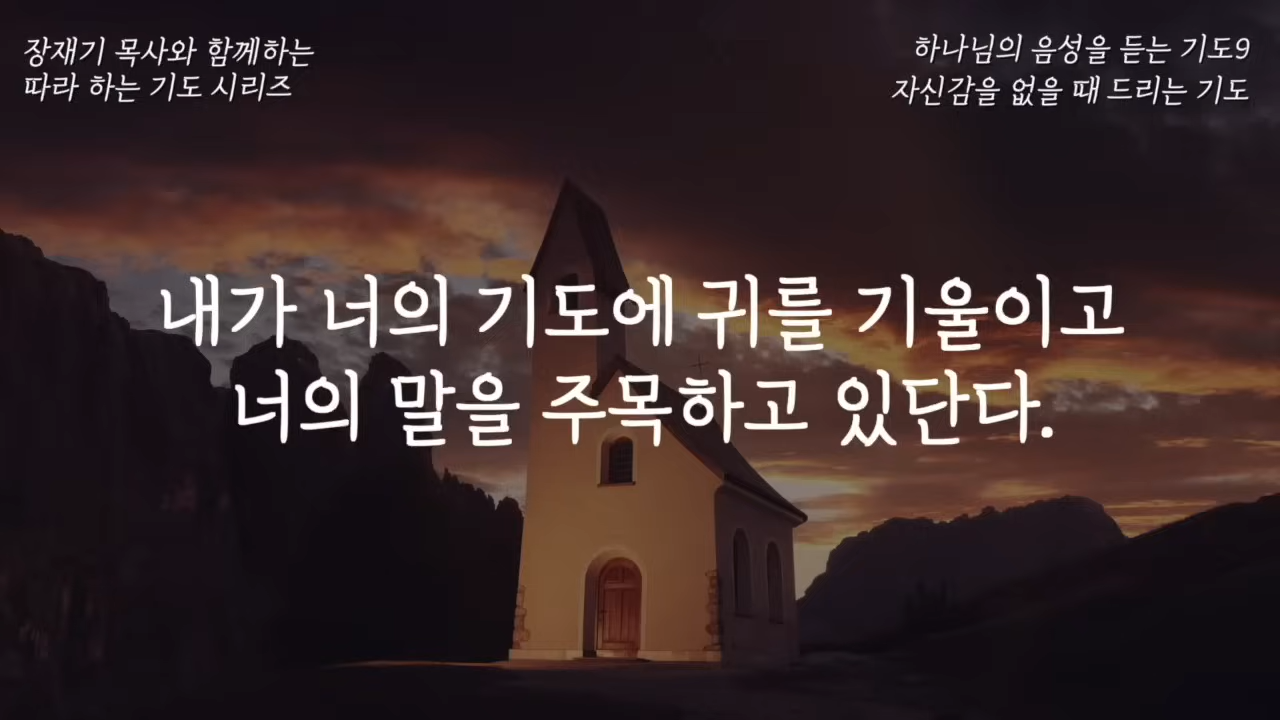 장재기 목사와 함께하는
따라 하는 기도 시리즈
하나님의 음성을 듣는 기도9
자신감을 없을 때 드리는 기도
내가 너의 기도에 귀를 기울이고
너의 말을 주목하고 있단다.